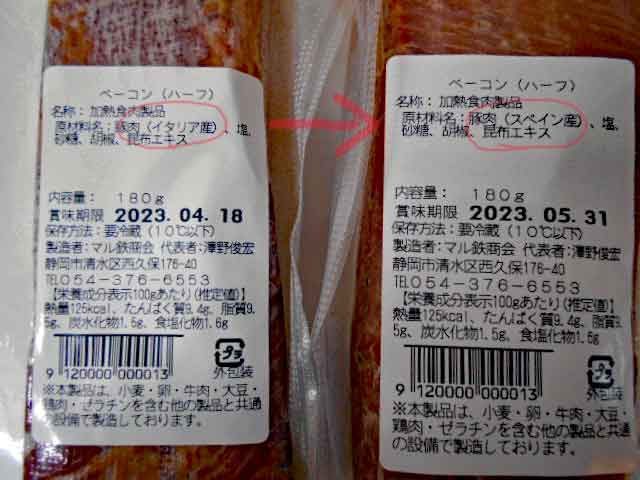 ベーコン（ハーフ）
名称：加熱食肉製品
原材料名：豚肉（イタリア産）、塩、
砂糖、胡椒、昆布エキス
内容量： 180g
賞味期限 2023.04.18
保存方法：要冷蔵（10℃以下）
製造者：マル鉄商会 代表者：澤野俊宏
静岡市清水区西久保176-40
TEL054-376-6553
【栄養成分表示100gあたり（推定値）】
熱量125kcal、たんぱく質9.4g、脂質9.
5g、炭水化物1.5g、食塩化物1.6g
9 120000 000013
外包装
※本製品は、小麦・卵・牛肉・大豆・
鶏肉・ゼラチンを含む他の製品と共通
の設備で製造しております。
ベーコン（ハーフ）
名称：加熱食肉製品
原材料名：豚肉（スペイン産）、塩、
砂糖、胡椒、昆布エキス
内容量： 180g
賞味期限 2023.05.31
保存方法：要冷蔵（10℃以下）
製造者：マル鉄商会 代表者：澤野俊宏
静岡市清水区西久保176-40
TEL054-376-6553
【栄養成分表示100gあたり（推定値）】
熱量125kcal、たんぱく質9.4g、脂質9.
5g、炭水化物1.5g、食塩化物1.6g
9 120000 000013
外包装
※本製品は、小麦・卵・牛肉・大豆・
鶏肉・ゼラチンを含む他の製品と共通
の設備で製造しております。